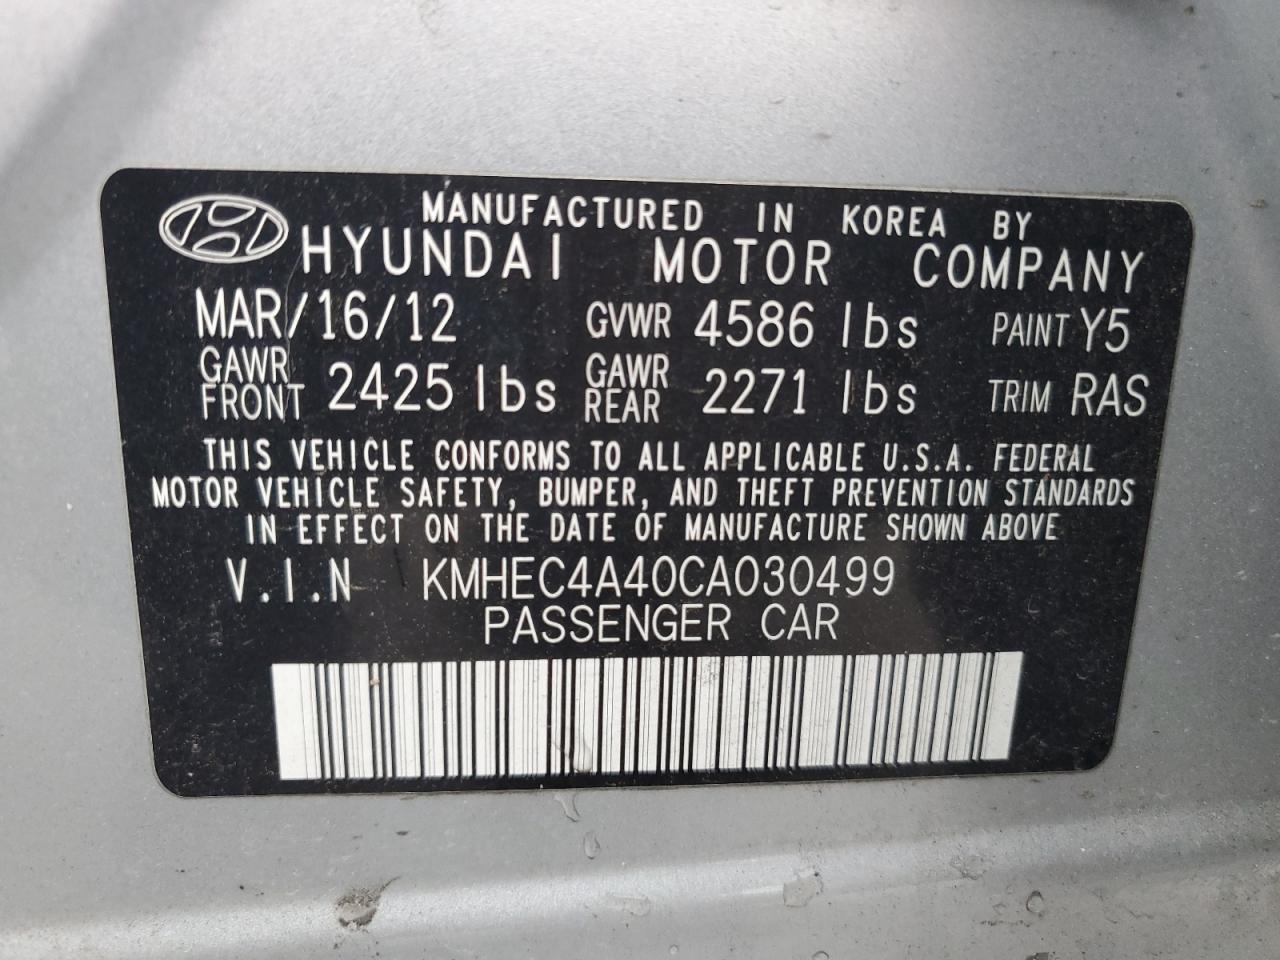 MANUFACTURED IN KOREA BY
HYUNDAI MOTOR COMPANY
MAR/16/12 GVWR 4586 lbs PAINT Y5
GAWR FRONT 2425 lbs GAWR REAR 2271 lbs TRIM RAS
THIS VEHICLE CONFORMS TO ALL APPLICABLE U.S.A. FEDERAL
MOTOR VEHICLE SAFETY, BUMPER, AND THEFT PREVENTION STANDARDS
IN EFFECT ON THE DATE OF MANUFACTURE SHOWN ABOVE
V.I.N KMHEC4A40CA030499
PASSENGER CAR